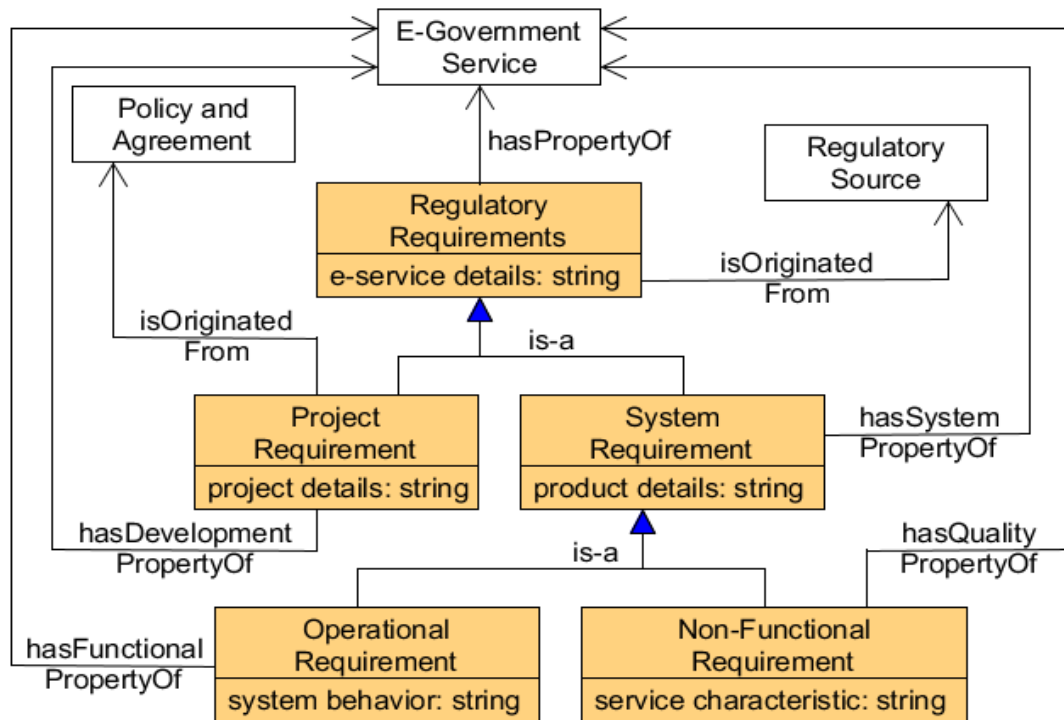 E-Government
Service
Policy and
Agreement
hasPropertyOf
Regulatory
Source
Regulatory
Requirements
e-service details: string
isOriginated
From
isOriginated
From
is-a
Project
Requirement
project details: string
System
Requirement
product details: string
hasSystem
PropertyOf
hasDevelopment
PropertyOf
is-a
hasQuality
PropertyOf
hasFunctional
PropertyOf
Operational
Requirement
system behavior: string
Non-Functional
Requirement
service characteristic: string